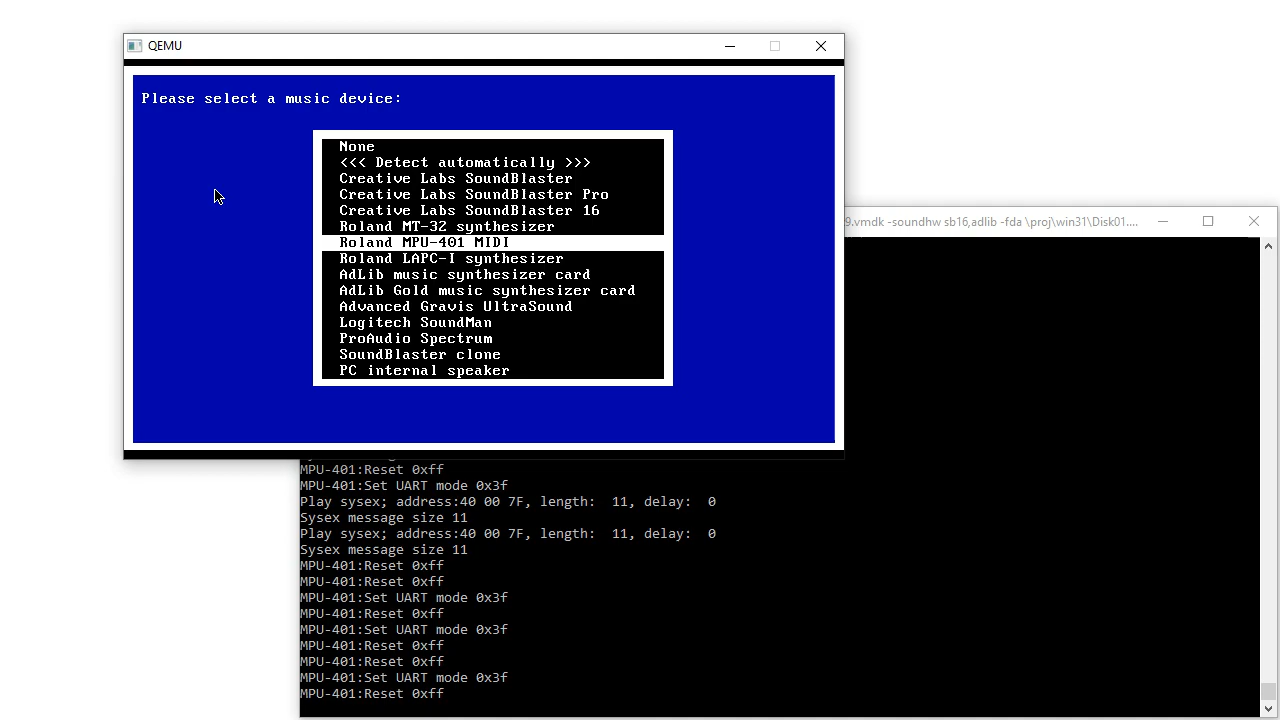 QEMU
Please select a music device:
None
<<< Detect automatically >>>
Creative Labs SoundBlaster
Creative Labs SoundBlaster Pro
Creative Labs SoundBlaster 16
Roland MT-32 synthesizer
Roland MPU-401 MIDI
Roland LAPC-I synthesizer
AdLib music synthesizer card
AdLib Gold music synthesizer card
Advanced Gravis UltraSound
Logitech SoundMan
ProAudio Spectrum
SoundBlaster clone
PC internal speaker
9.vmdk -soundhw sb16,adlib -fda \proj\win31\Disk01....
MPU-401:Reset 0xff
MPU-401:Set UART mode 0x3f
Play sysex; address:40 00 7F, length:  11, delay:  0
Sysex message size 11
Play sysex; address:40 00 7F, length:  11, delay:  0
Sysex message size 11
MPU-401:Reset 0xff
MPU-401:Reset 0xff
MPU-401:Set UART mode 0x3f
MPU-401:Reset 0xff
MPU-401:Set UART mode 0x3f
MPU-401:Reset 0xff
MPU-401:Reset 0xff
MPU-401:Set UART mode 0x3f
MPU-401:Reset 0xff